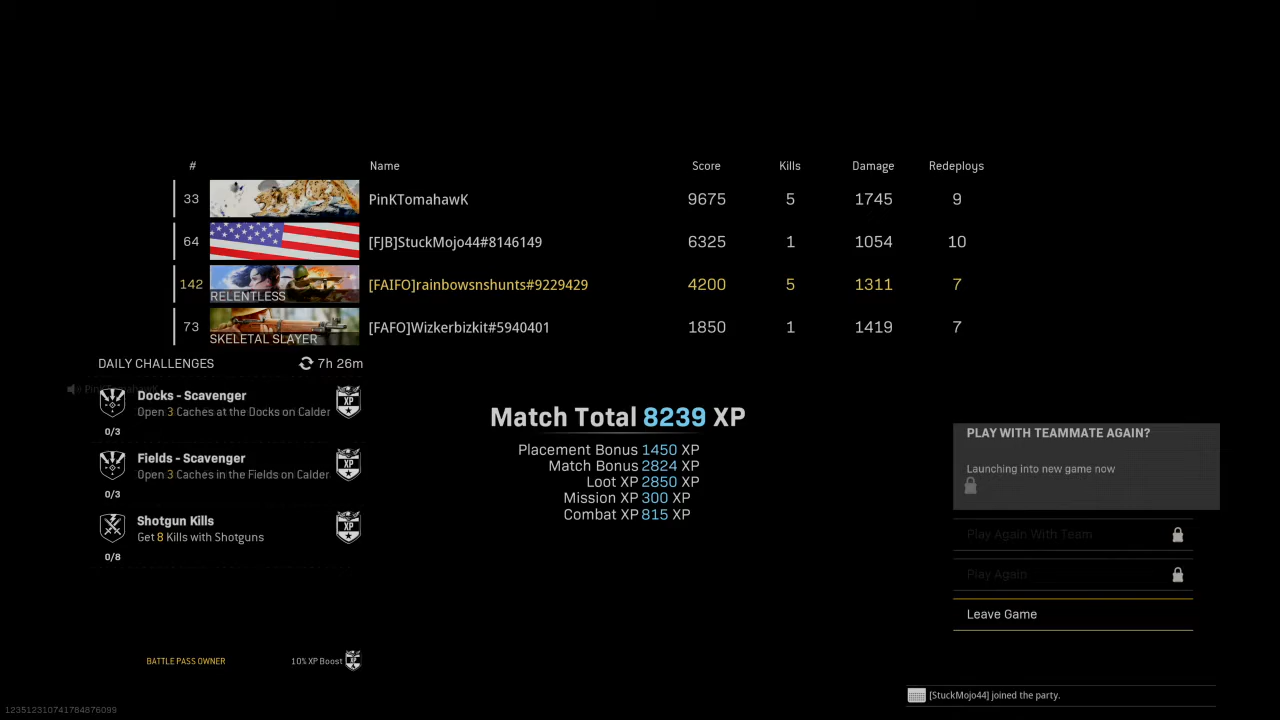 # Name Score Kills Damage Redeploys
33 PinKTomahawK 9675 5 1745 9
64 [FJB]StuckMojo44#8146149 6325 1 1054 10
142 RELENTLESS [FAIFO]rainbowsnshunts#9229429 4200 5 1311 7
73 SKELETAL SLAYER [FAFO]Wizkerbizkit#5940401 1850 1 1419 7
DAILY CHALLENGES 7h 26m
PinKTomahawK
Docks - Scavenger XP
Open 3 Caches at the Docks on Calder
0/3
Fields - Scavenger XP
Open 3 Caches in the Fields on Calder
0/3
Shotgun Kills XP
Get 8 Kills with Shotguns
0/8
BATTLE PASS OWNER 10% XP Boost XP
Match Total 8239 XP
Placement Bonus 1450 XP
Match Bonus 2824 XP
Loot XP 2850 XP
Mission XP 300 XP
Combat XP 815 XP
PLAY WITH TEAMMATE AGAIN?
Launching into new game now
Play Again With Team
Play Again
Leave Game
[StuckMojo44] joined the party.
123512310741784876099